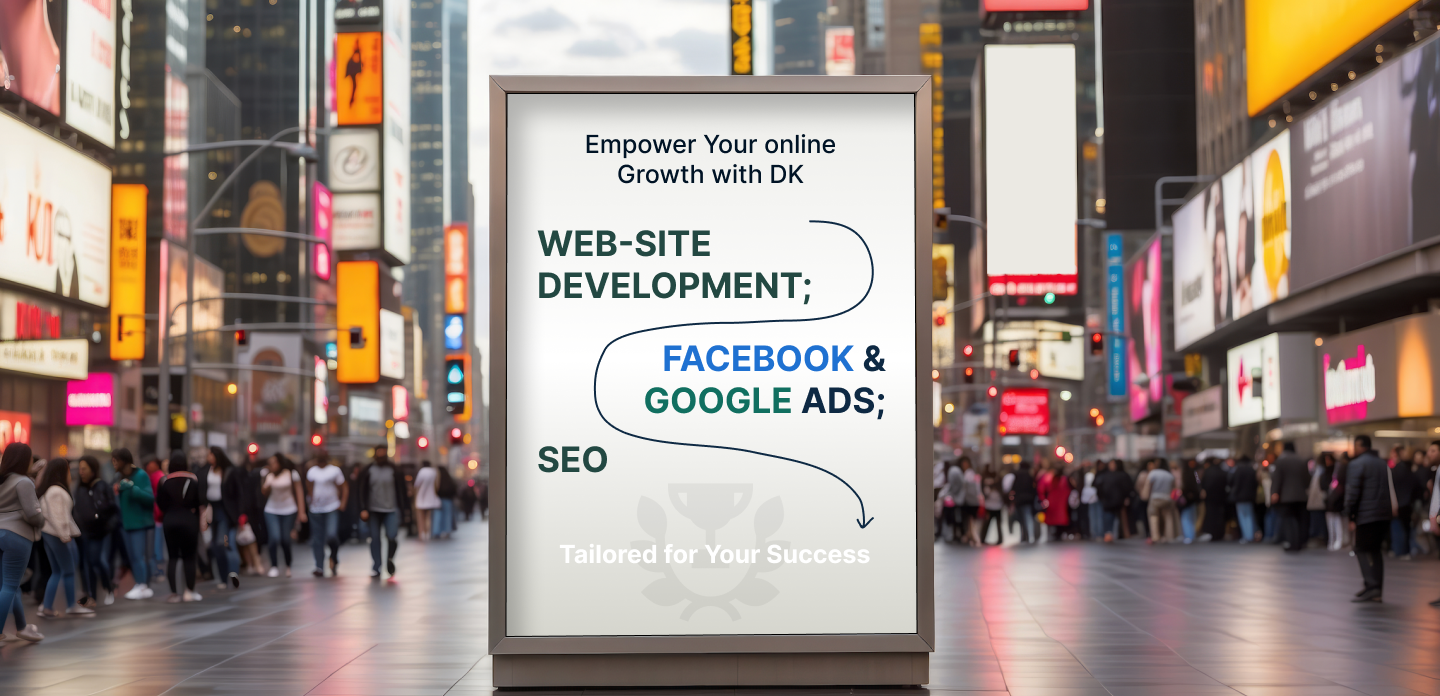 Empower Your online
Growth with DK
WEB-SITE
DEVELOPMENT;
FACEBOOK &
GOOGLE ADS;
SEO
Tailored for Your Success